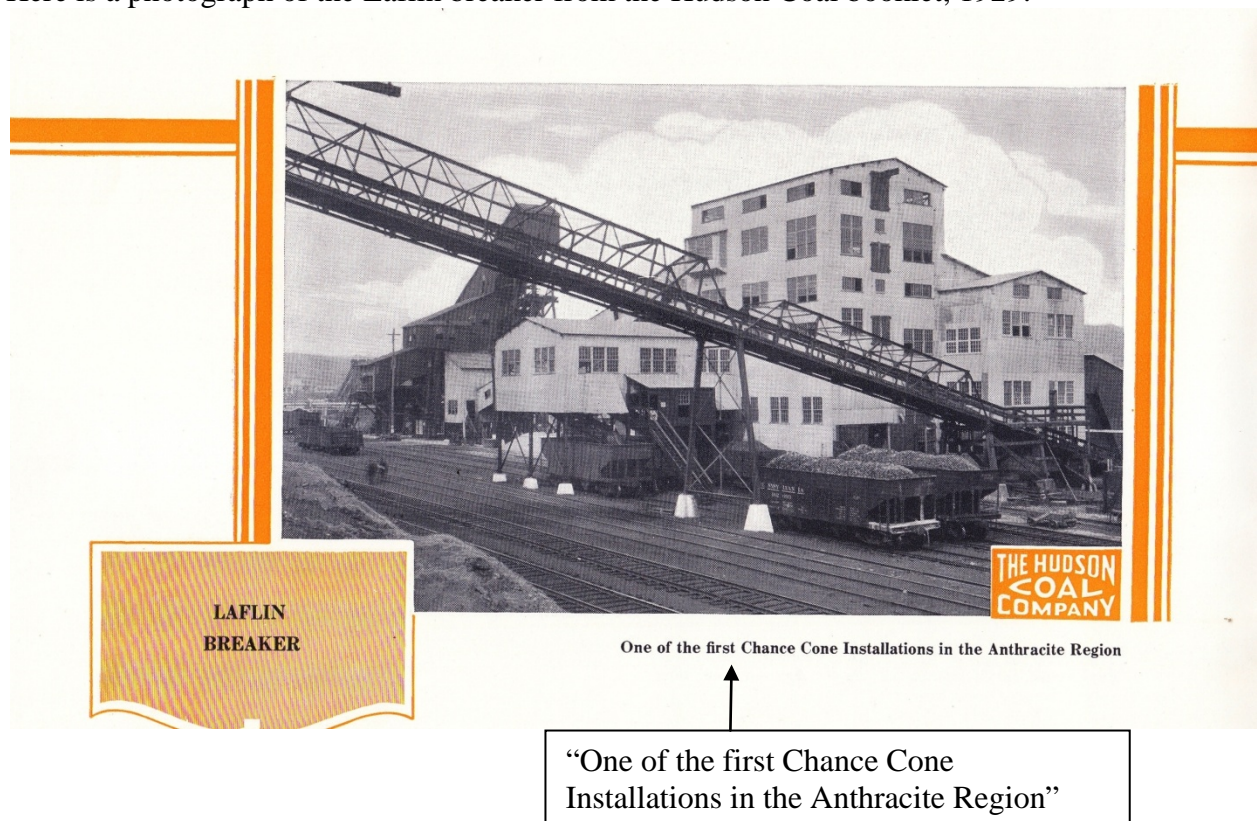 Here is a photograph of the Laflin breaker from the Hudson Coal booklet, 1929.
THE HUDSON
COAL
COMPANY
LAFLIN
BREAKER
One of the first Chance Cone Installations in the Anthracite Region
“One of the first Chance Cone
Installations in the Anthracite Region”